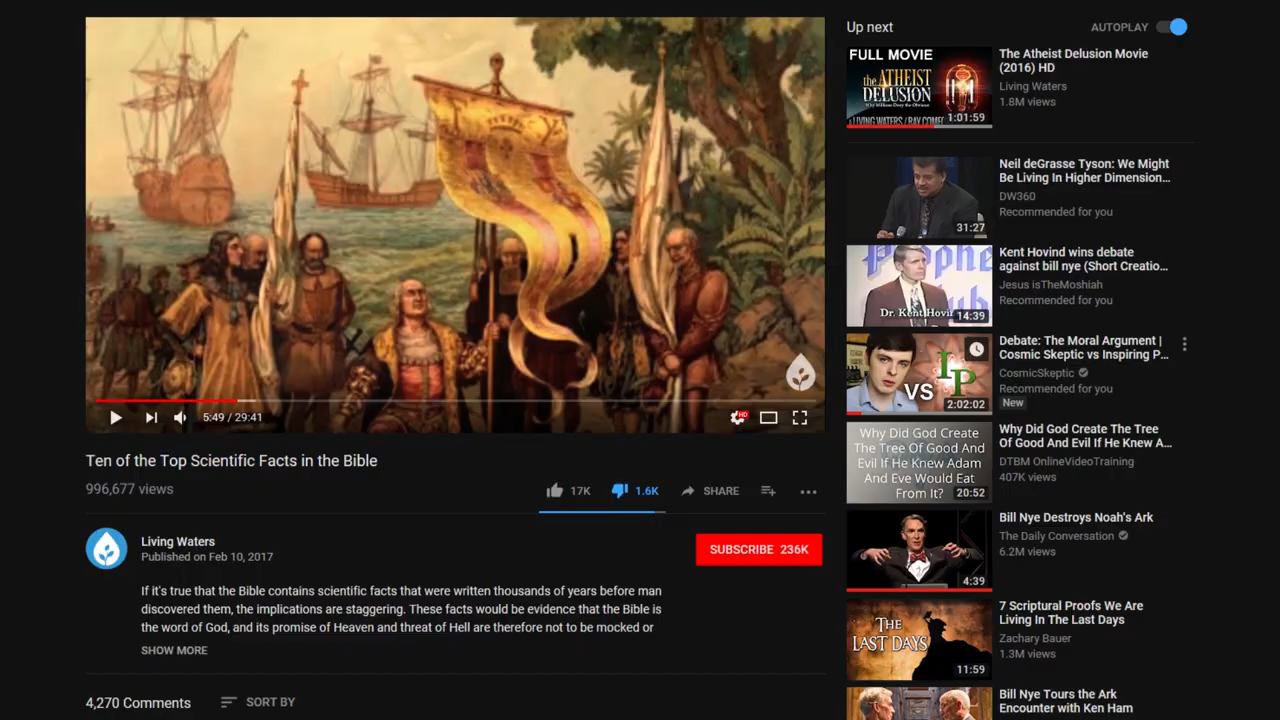 5:49 / 29:41
HD
Ten of the Top Scientific Facts in the Bible
996,677 views
17K
1.6K
SHARE
Living Waters
Published on Feb 10, 2017
SUBSCRIBE 236K
If it's true that the Bible contains scientific facts that were written thousands of years before man
discovered them, the implications are staggering. These facts would be evidence that the Bible is
the word of God, and its promise of Heaven and threat of Hell are therefore not to be mocked or
SHOW MORE
4,270 Comments
SORT BY
Up next
AUTOPLAY
FULL MOVIE
the ATHEIST
DELUSION
1:01:59
The Atheist Delusion Movie
(2016) HD
Living Waters
1.8M views
31:27
Neil deGrasse Tyson: We Might
Be Living In Higher Dimension...
DW360
Recommended for you
Dr. Kent Hovin
14:39
Kent Hovind wins debate
against bill nye (Short Creatio...
Jesus isTheMoshiah
Recommended for you
VS
IP
2:02:02
Debate: The Moral Argument |
Cosmic Skeptic vs Inspiring P...
CosmicSkeptic
Recommended for you
New
Why Did God Create
The Tree Of Good And
Evil If He Knew Adam
And Eve Would Eat
From It?
20:52
Why Did God Create The Tree
Of Good And Evil If He Knew A...
DTBM OnlineVideoTraining
407K views
4:39
Bill Nye Destroys Noah's Ark
The Daily Conversation
6.2M views
THE
LAST DAYS
11:59
7 Scriptural Proofs We Are
Living In The Last Days
Zachary Bauer
1.3M views
Bill Nye Tours the Ark
Encounter with Ken Ham